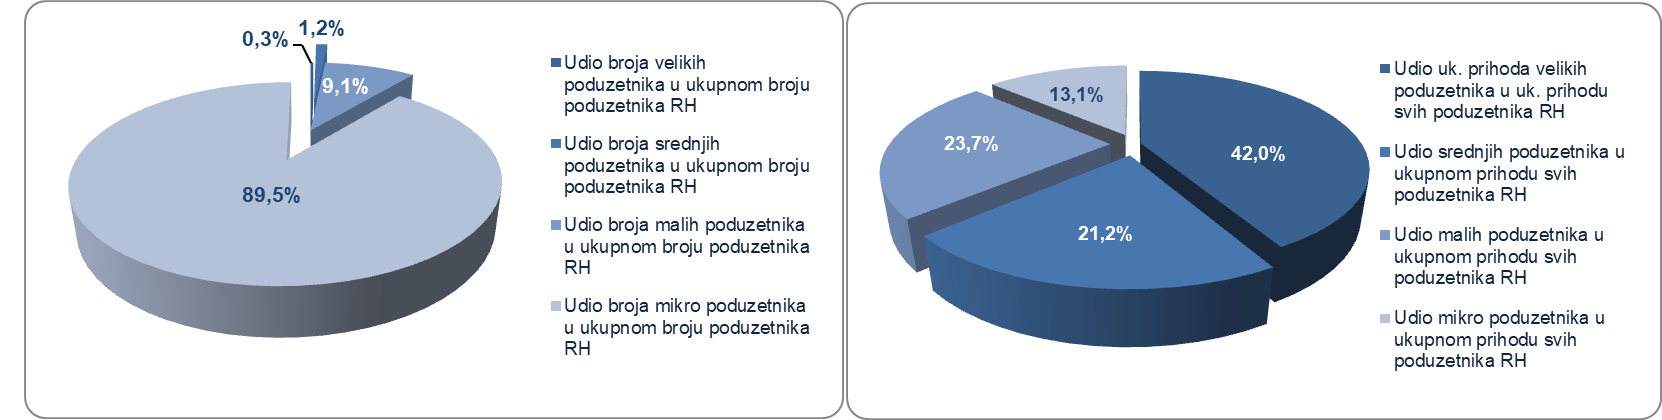 1,2%
0,3%
9,1%
89,5%
Udio broja velikih
poduzetnika u ukupnom broju
poduzetnika RH
Udio broja srednjih
poduzetnika u ukupnom broju
poduzetnika RH
Udio broja malih poduzetnika
u ukupnom broju poduzetnika
RH
Udio broja mikro poduzetnika
u ukupnom broju poduzetnika
RH
13,1%
23,7%
42,0%
21,2%
Udio uk. prihoda velikih
poduzetnika u uk. prihodu
svih poduzetnika RH
Udio srednjih poduzetnika u
ukupnom prihodu svih
poduzetnika RH
Udio malih poduzetnika u
ukupnom prihodu svih
poduzetnika RH
Udio mikro poduzetnika u
ukupnom prihodu svih
poduzetnika RH